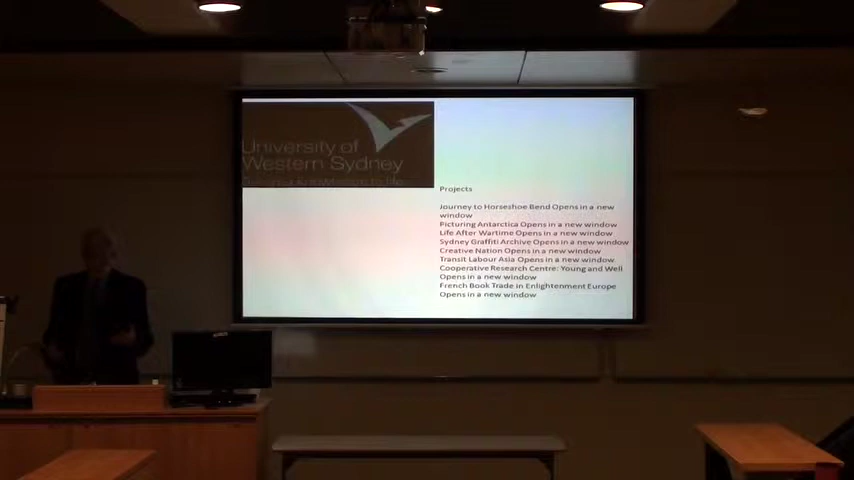 University of
Western Sydney
Projects
Journey to Horseshoe Bend Opens in a new
window
Picturing Antarctica Opens in a new window
Life After Wartime Opens in a new window
Sydney Graffiti Archive Opens in a new window
Creative Nation Opens in a new window
Transit Labour Asia Opens in a new window
Cooperative Research Centre: Young and Well
Opens in a new window
French Book Trade in Enlightenment Europe
Opens in a new window